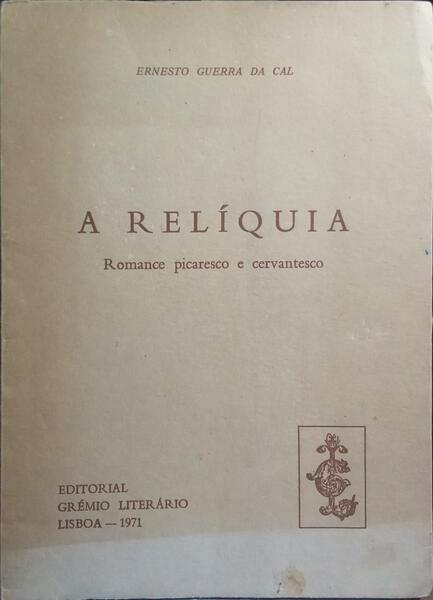 ERNESTO GUERRA DA CAL
A RELÍQUIA
Romance picaresco e cervantesco
EDITORIAL
GRÉMIO LITERÁRIO
LISBOA — 1971